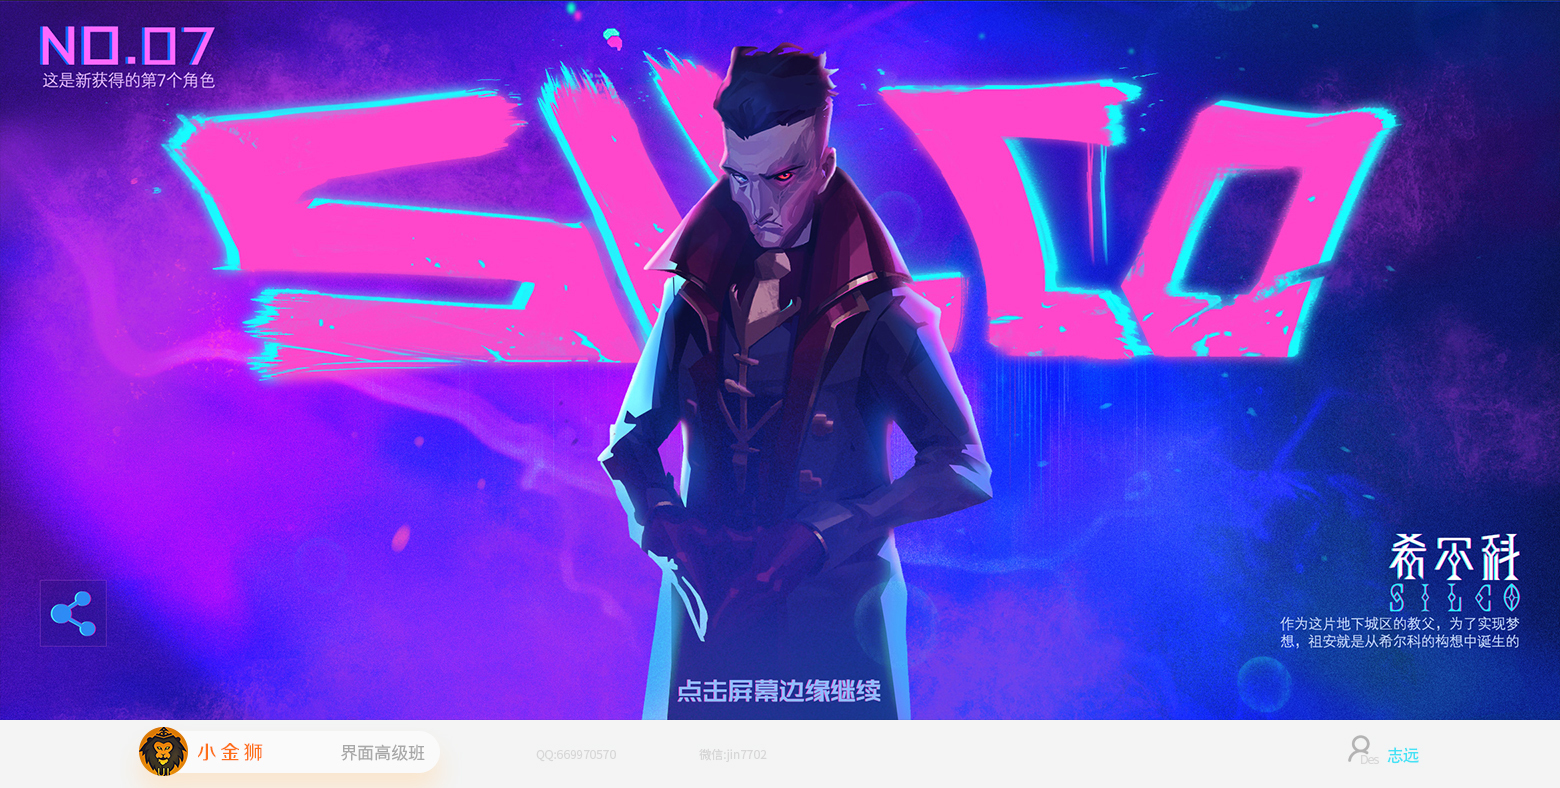 NO.07
这是新获得的第7个角色
SILCO
希尔科
SILCO
作为这片地下城区的教父，为了实现梦
想，祖安就是从希尔科的构想中诞生的
点击屏幕边缘继续
UI
小金狮
界面高级班
QQ:669970570
微信:jin7702
Des
志远